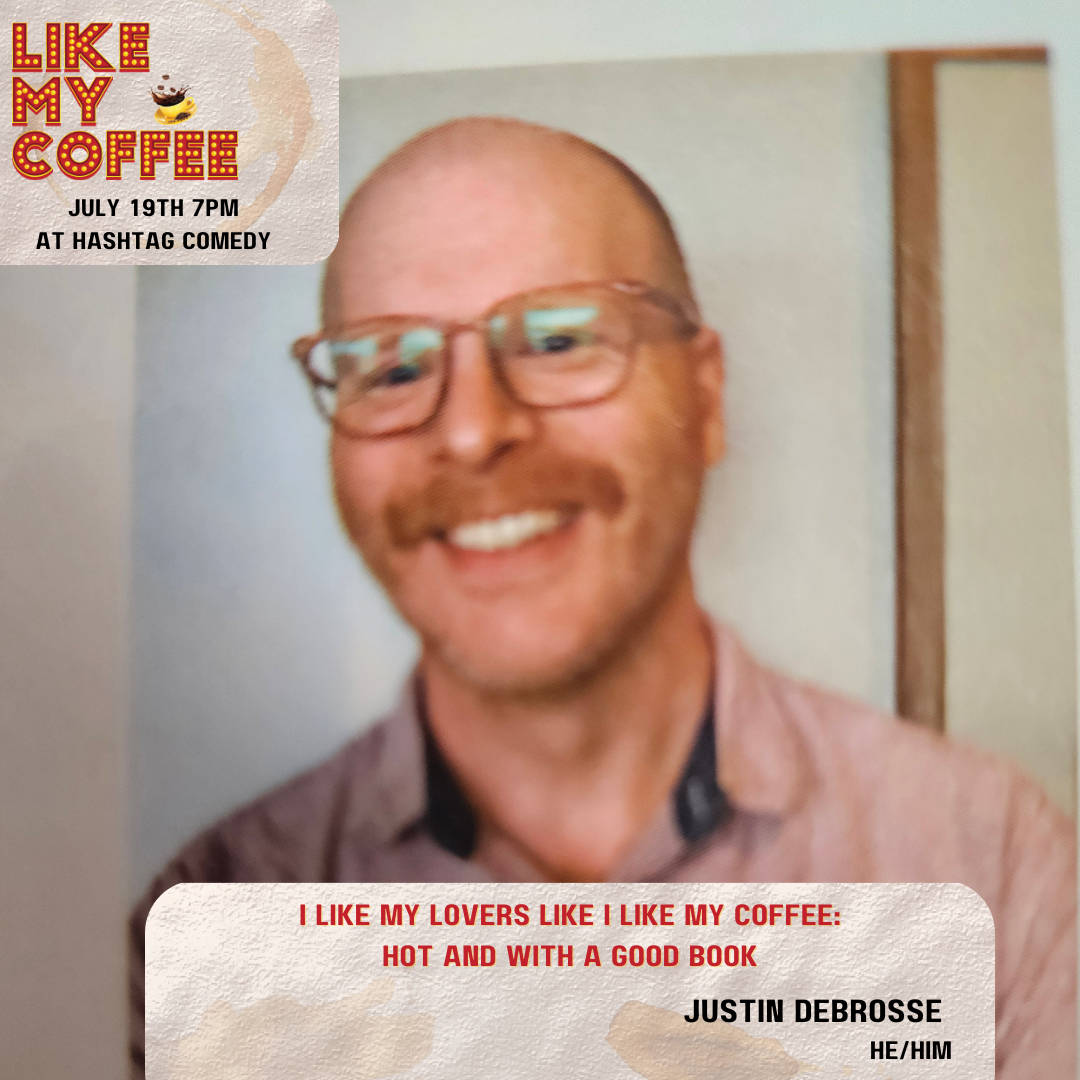 LIKE
MY
COFFEE
JULY 19TH 7PM
AT HASHTAG COMEDY
I LIKE MY LOVERS LIKE I LIKE MY COFFEE:
HOT AND WITH A GOOD BOOK
JUSTIN DEBROSSE
HE/HIM